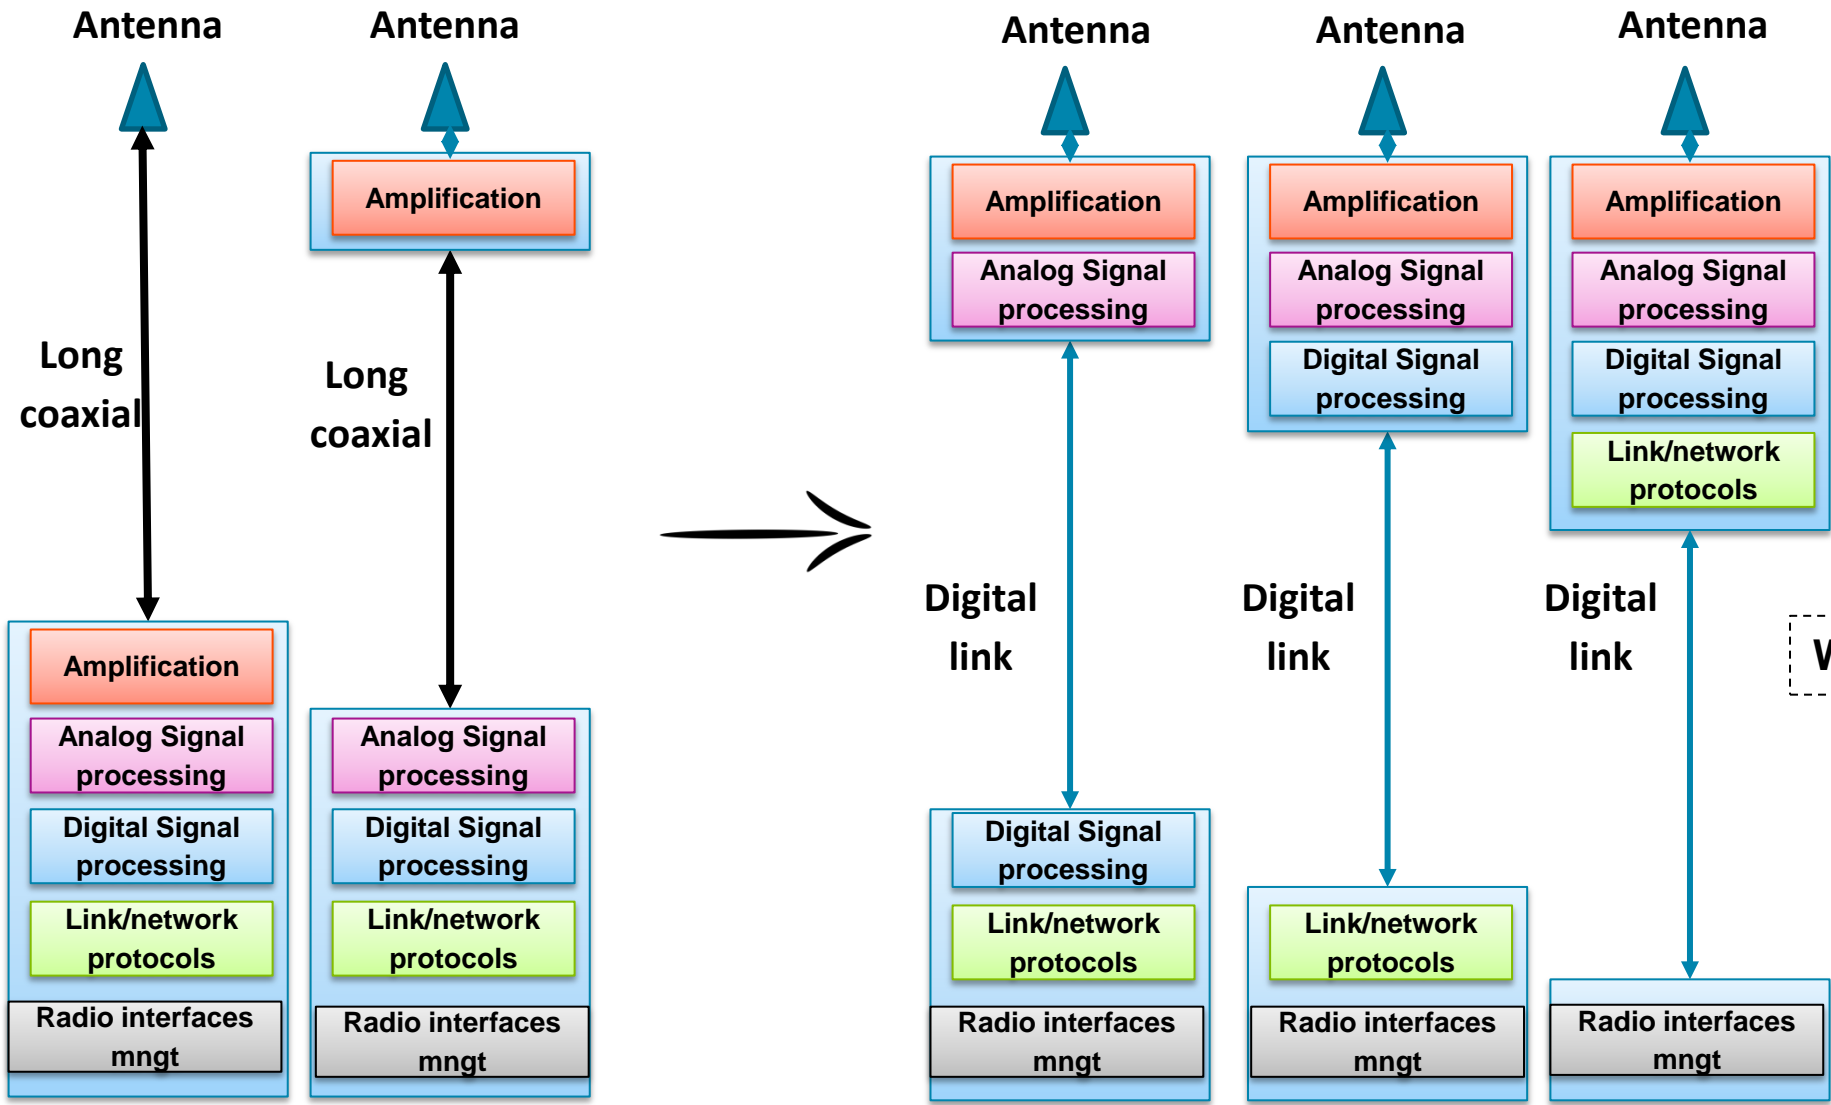 Antenna
Long
coaxial
Amplification
Analog Signal
processing
Digital Signal
processing
Link/network
protocols
Radio interfaces
mngt
Antenna
Amplification
Long
coaxial
Analog Signal
processing
Digital Signal
processing
Link/network
protocols
Radio interfaces
mngt
Antenna
Amplification
Analog Signal
processing
Digital
link
Digital Signal
processing
Link/network
protocols
Radio interfaces
mngt
Antenna
Amplification
Analog Signal
processing
Digital Signal
processing
Digital
link
Link/network
protocols
Radio interfaces
mngt
Antenna
Amplification
Analog Signal
processing
Digital Signal
processing
Link/network
protocols
Digital
link
Radio interfaces
mngt